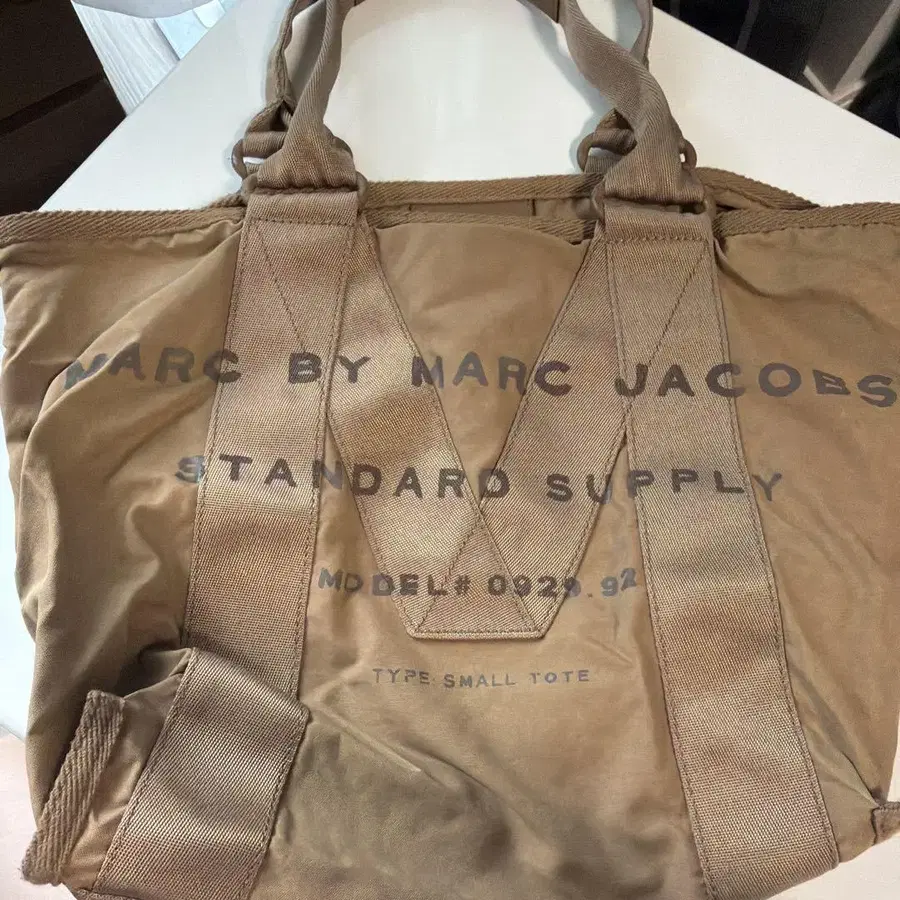 MARC BY MARC JACOBS
STANDARD SUPPLY
MODEL# 0929.92
TYPE: SMALL TOTE